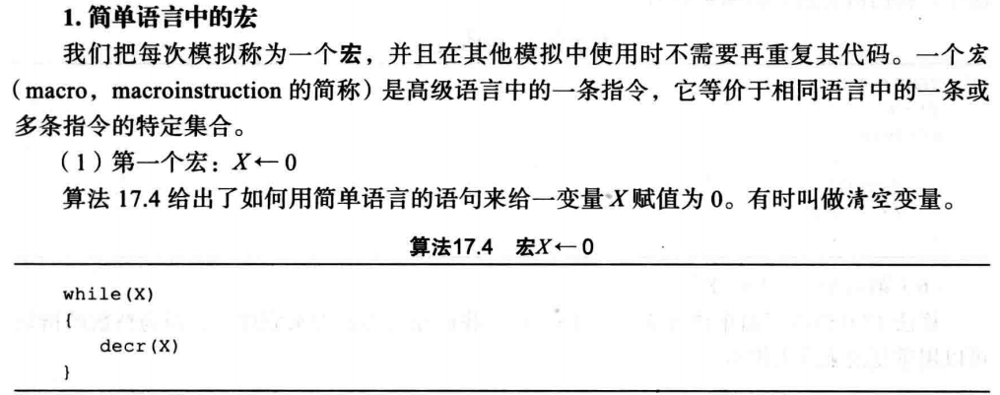 1. 简单语言中的宏
我们把每次模拟称为一个宏，并且在其他模拟中使用时不需要再重复其代码。一个宏
（macro，macroinstruction 的简称）是高级语言中的一条指令，它等价于相同语言中的一条或
多条指令的特定集合。
（1）第一个宏：X←0
算法 17.4 给出了如何用简单语言的语句来给一变量 X 赋值为 0。有时叫做清空变量。
算法17.4 宏X←0
while(X)
{
decr(X)
}